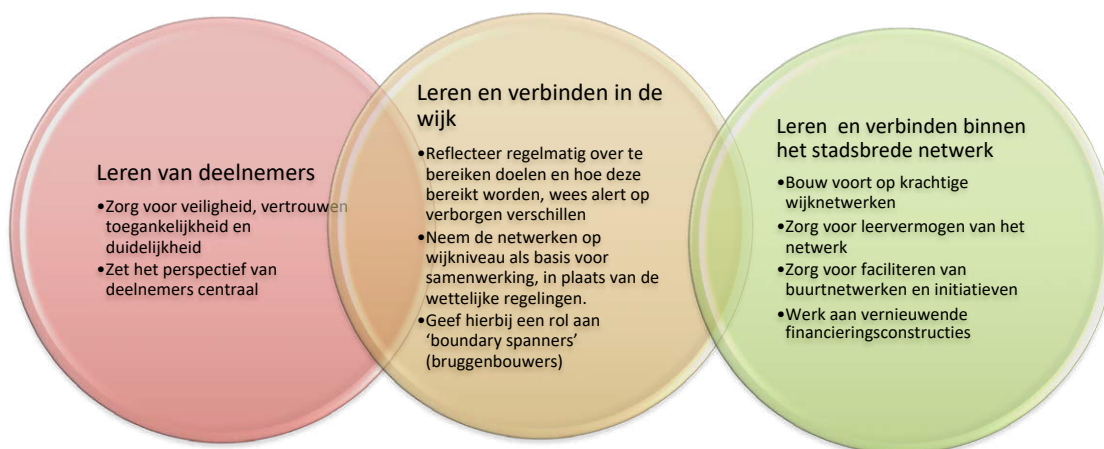 Leren van deelnemers
•Zorg voor veiligheid, vertrouwen
toegankelijkheid en
duidelijkheid
•Zet het perspectief van
deelnemers centraal
Leren en verbinden in de
wijk
•Reflecteer regelmatig over te
bereiken doelen en hoe deze
bereikt worden, wees alert op
verborgen verschillen
•Neem de netwerken op
wijkniveau als basis voor
samenwerking, in plaats van de
wettelijke regelingen.
•Geef hierbij een rol aan
‘boundary spanners’
(bruggenbouwers)
Leren  en verbinden binnen
het stadsbrede netwerk
•Bouw voort op krachtige
wijknetwerken
•Zorg voor leervermogen van het
netwerk
•Zorg voor faciliteren van
buurtnetwerken en initiatieven
•Werk aan vernieuwende
financieringsconstructies